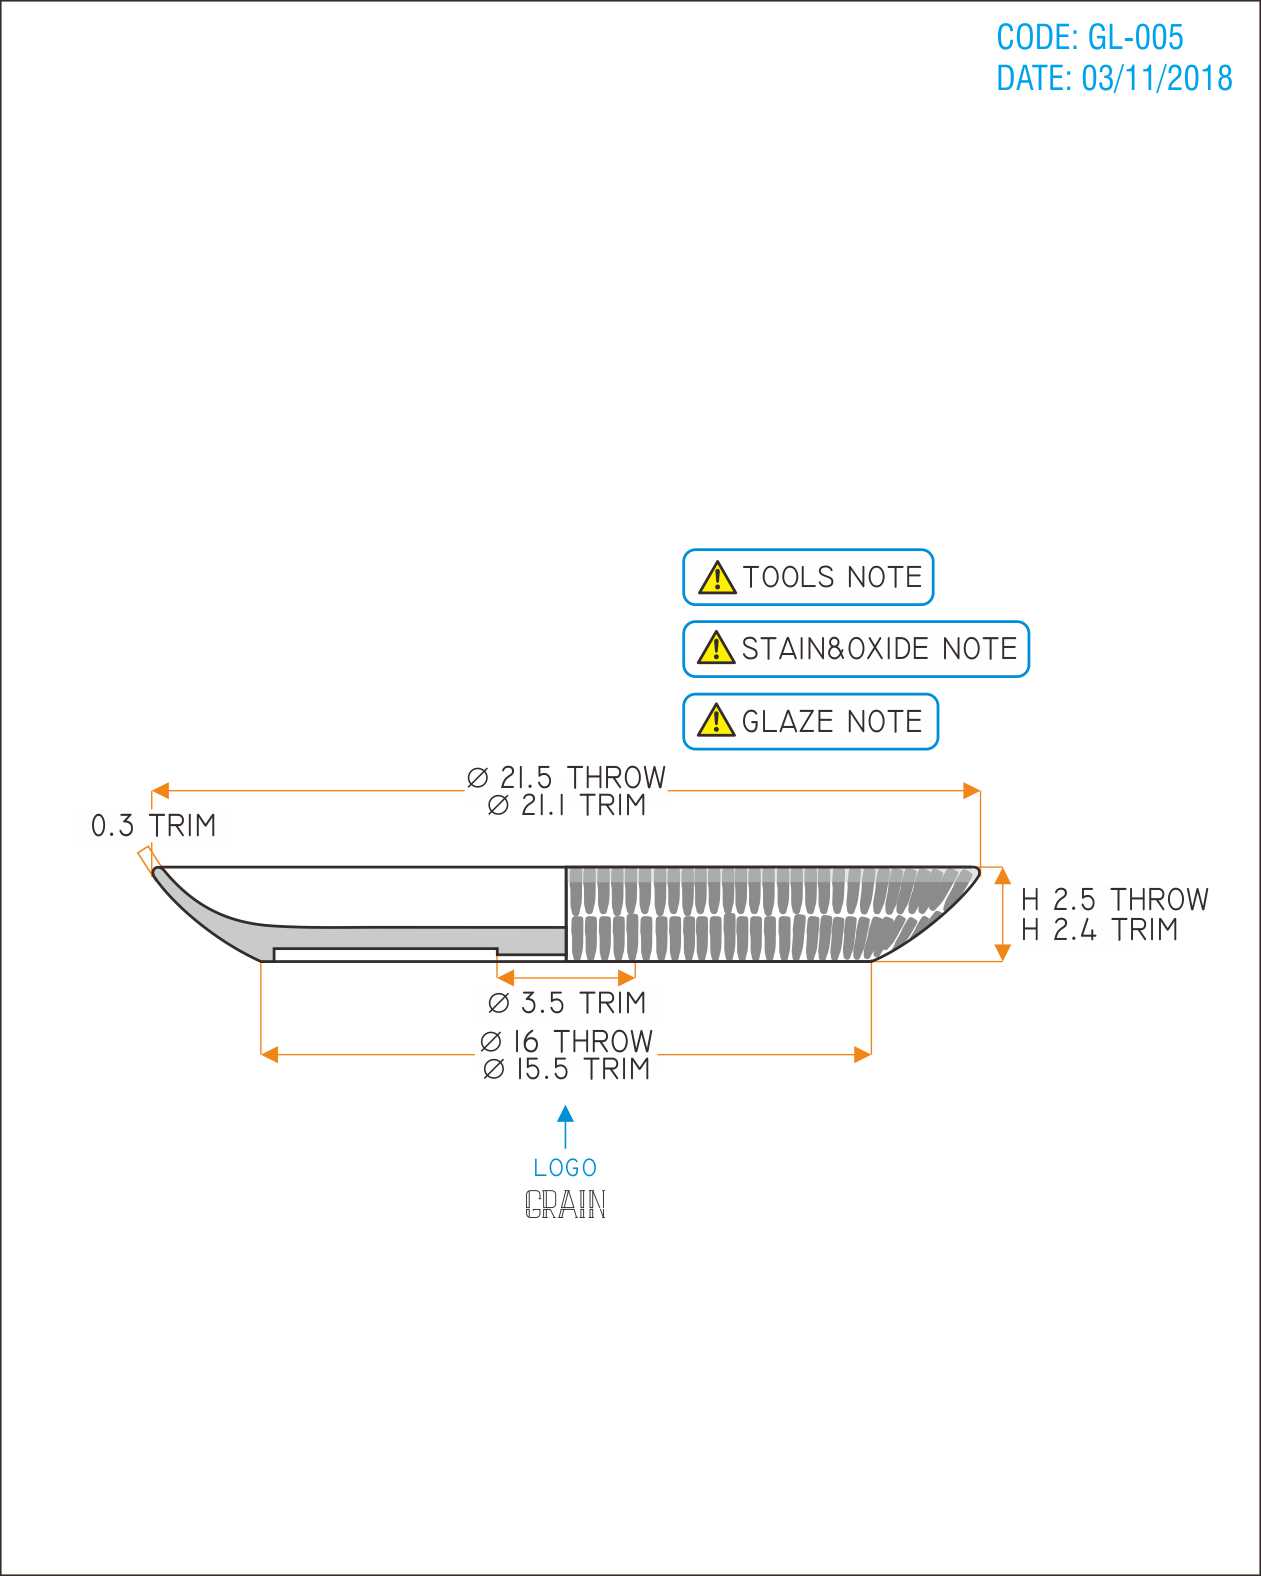 CODE: GL-005
DATE: 03/11/2018
TOOLS NOTE
STAIN&OXIDE NOTE
GLAZE NOTE
Ø 21.5 THROW
Ø 21.1 TRIM
0.3 TRIM
H 2.5 THROW
H 2.4 TRIM
Ø 3.5 TRIM
Ø 16 THROW
Ø 15.5 TRIM
LOGO
GRAIN